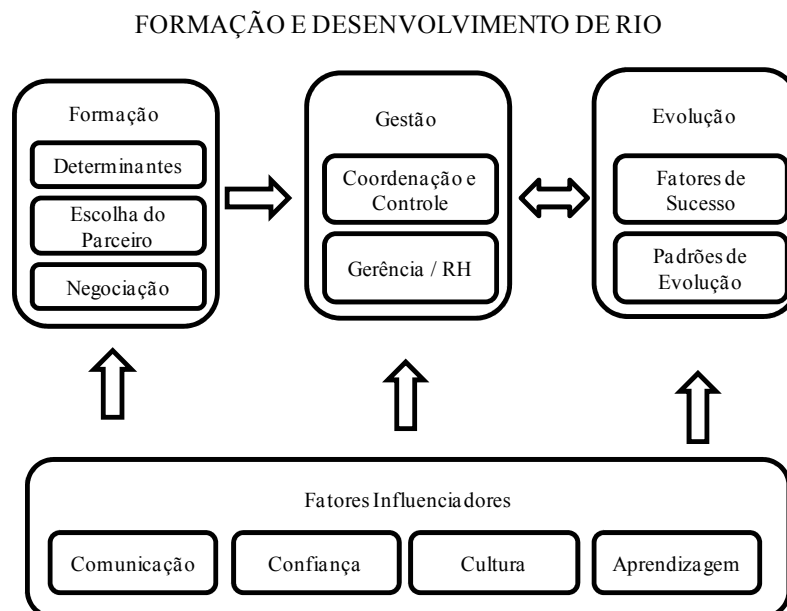 FORMAÇÃO E DESENVOLVIMENTO DE RIO
Formação
Determinantes
Escolha do
Parceiro
Negociação
Gestão
Coordenação e
Controle
Gerência / RH
Evolução
Fatores de
Sucesso
Padrões de
Evolução
Fatores Influenciadores
Comunicação
Confiança
Cultura
Aprendizagem